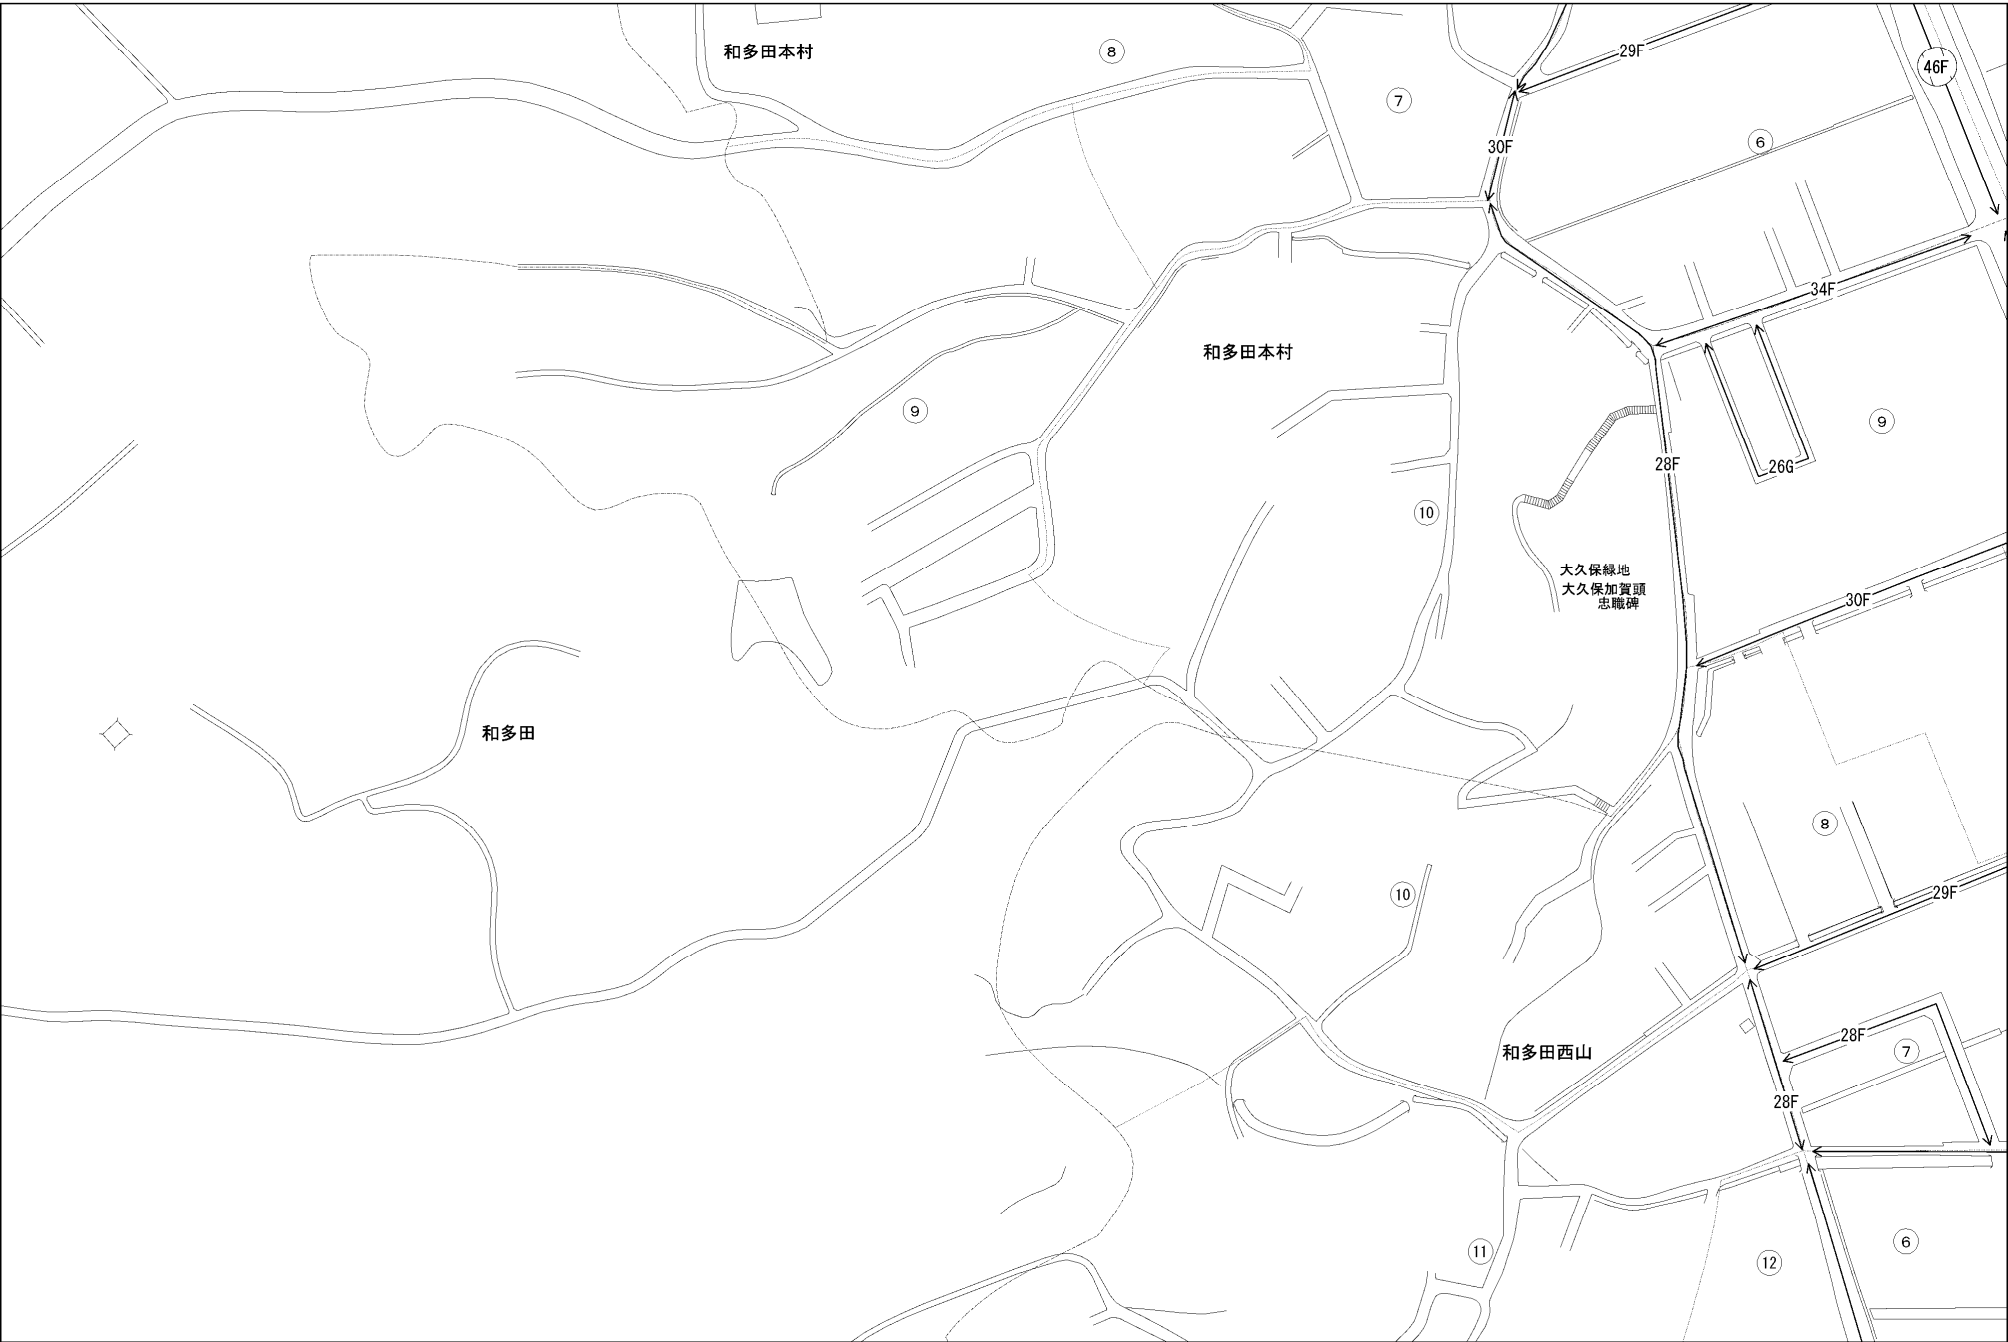 和多田本村
⑧
29F
46F
⑦
30F
⑥
34F
和多田本村
⑨
⑨
28F
26G
⑩
大久保緑地
大久保加賀頭
忠職碑
30F
和多田
⑧
⑩
29F
28F
⑦
和多田西山
28F
⑥
⑪
⑫